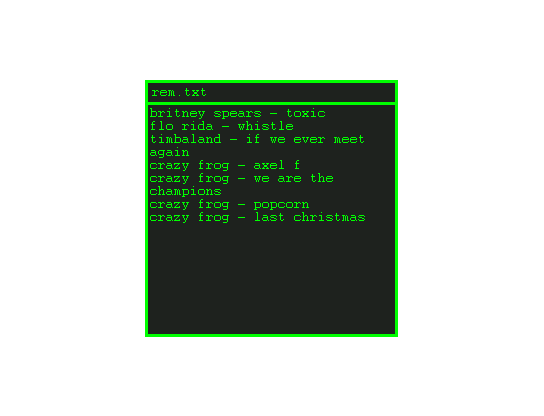 rem.txt
britney spears - toxic
flo rida - whistle
timbaland - if we ever meet
again
crazy frog - axel f
crazy frog - we are the
champions
crazy frog - popcorn
crazy frog - last christmas